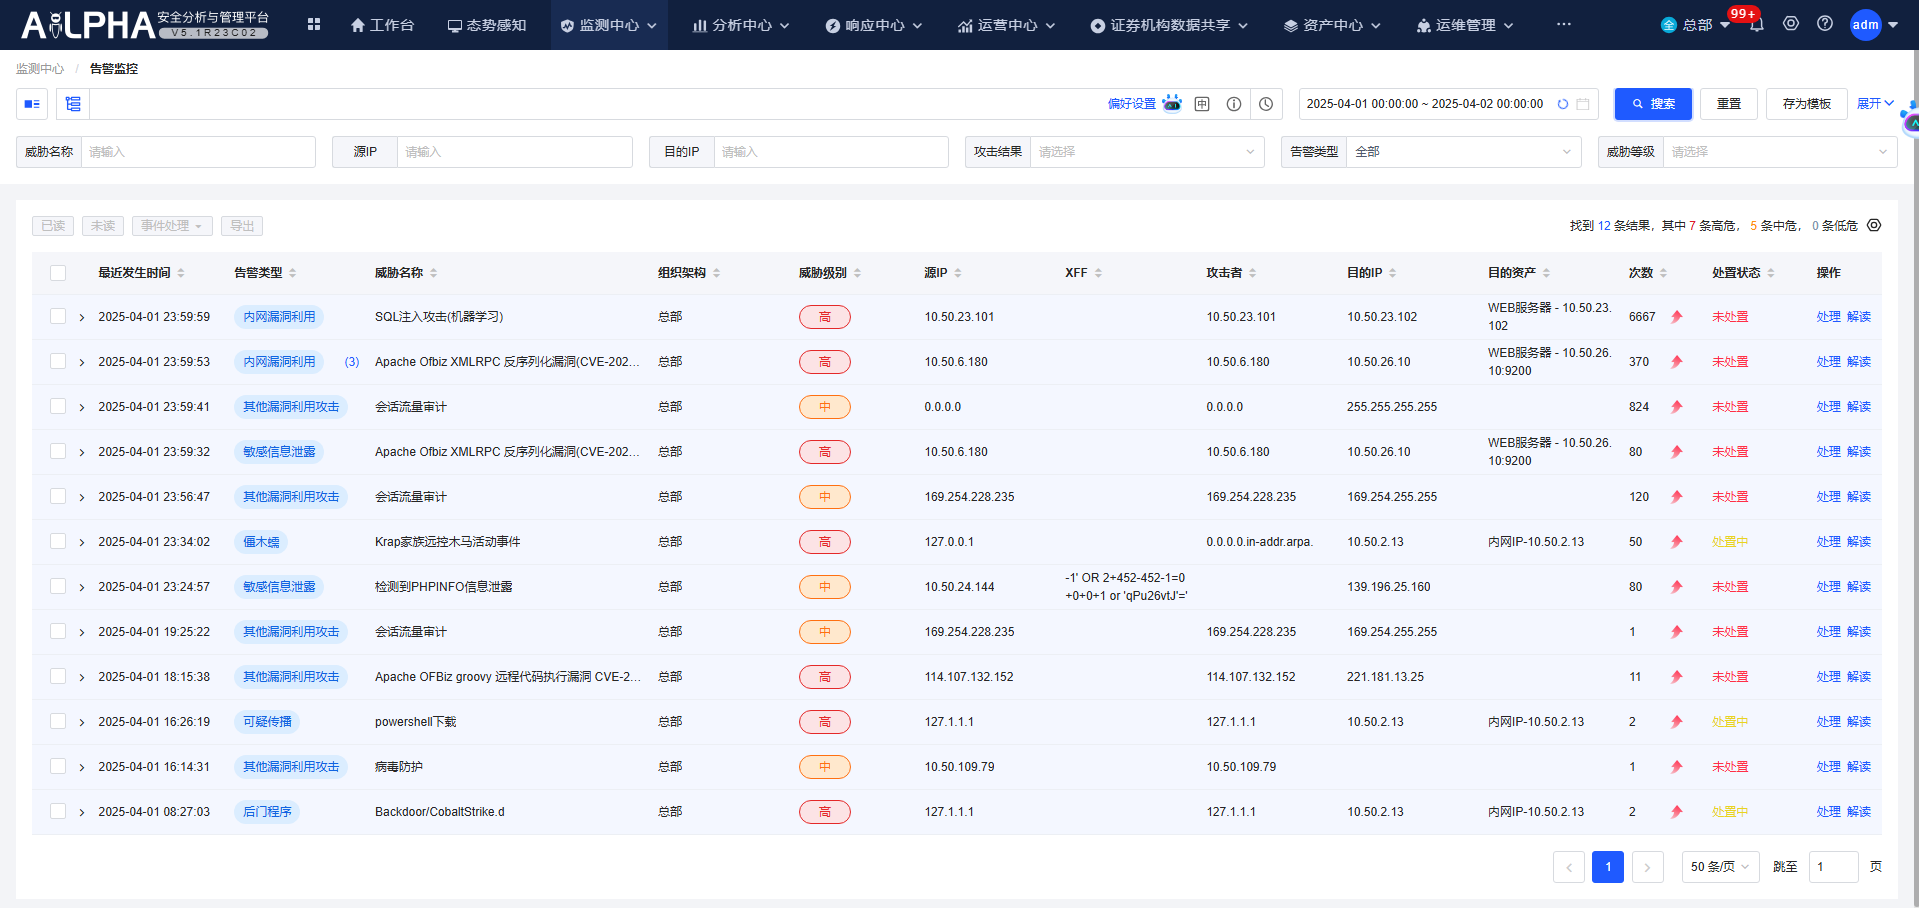 AiLPHA 安全分析与管理平台 V5.1R23C02 工作台 态势感知 监测中心 分析中心 响应中心 运营中心 证券机构数据共享 资产中心 运维管理 ··· 全 总部 99+ adm
监测中心 / 告警监控
偏好设置 2025-04-01 00:00:00 ~ 2025-04-02 00:00:00 搜索 重置 存为模板 展开
威胁名称 请输入 源IP 请输入 目的IP 请输入 攻击结果 请选择 告警类型 全部 威胁等级 请选择
已读 未读 事件处理 导出 找到 12 条结果，其中 7 条高危， 5 条中危， 0 条低危
最近发生时间 告警类型 威胁名称 组织架构 威胁级别 源IP XFF 攻击者 目的IP 目的资产 次数 处置状态 操作
2025-04-01 23:59:59 内网漏洞利用 SQL注入攻击(机器学习) 总部 高 10.50.23.101 10.50.23.101 10.50.23.102 WEB服务器 - 10.50.23.
102 6667 未处置 处理 解读
2025-04-01 23:59:53 内网漏洞利用 (3) Apache Ofbiz XMLRPC 反序列化漏洞(CVE-202... 总部 高 10.50.6.180 10.50.6.180 10.50.26.10 WEB服务器 - 10.50.26.
10:9200 370 未处置 处理 解读
2025-04-01 23:59:41 其他漏洞利用攻击 会话流量审计 总部 中 0.0.0.0 0.0.0.0 255.255.255.255 824 未处置 处理 解读
2025-04-01 23:59:32 敏感信息泄露 Apache Ofbiz XMLRPC 反序列化漏洞(CVE-202... 总部 高 10.50.6.180 10.50.6.180 10.50.26.10 WEB服务器 - 10.50.26.
10:9200 80 未处置 处理 解读
2025-04-01 23:56:47 其他漏洞利用攻击 会话流量审计 总部 中 169.254.228.235 169.254.228.235 169.254.255.255 120 未处置 处理 解读
2025-04-01 23:34:02 僵木蠕 Krap家族远控木马活动事件 总部 高 127.0.0.1 0.0.0.0.in-addr.arpa. 10.50.2.13 内网IP-10.50.2.13 50 处置中 处理 解读
2025-04-01 23:24:57 敏感信息泄露 检测到PHPINFO信息泄露 总部 中 10.50.24.144 -1' OR 2+452-452-1=0
+0+0+1 or 'qPu26vtJ'=' 139.196.25.160 80 未处置 处理 解读
2025-04-01 19:25:22 其他漏洞利用攻击 会话流量审计 总部 中 169.254.228.235 169.254.228.235 169.254.255.255 1 未处置 处理 解读
2025-04-01 18:15:38 其他漏洞利用攻击 Apache OFBiz groovy 远程代码执行漏洞 CVE-2... 总部 高 114.107.132.152 114.107.132.152 221.181.13.25 11 未处置 处理 解读
2025-04-01 16:26:19 可疑传播 powershell下载 总部 高 127.1.1.1 127.1.1.1 10.50.2.13 内网IP-10.50.2.13 2 处置中 处理 解读
2025-04-01 16:14:31 其他漏洞利用攻击 病毒防护 总部 中 10.50.109.79 10.50.109.79 1 未处置 处理 解读
2025-04-01 08:27:03 后门程序 Backdoor/CobaltStrike.d 总部 高 127.1.1.1 127.1.1.1 10.50.2.13 内网IP-10.50.2.13 2 处置中 处理 解读
< 1 > 50 条/页 跳至 1 页